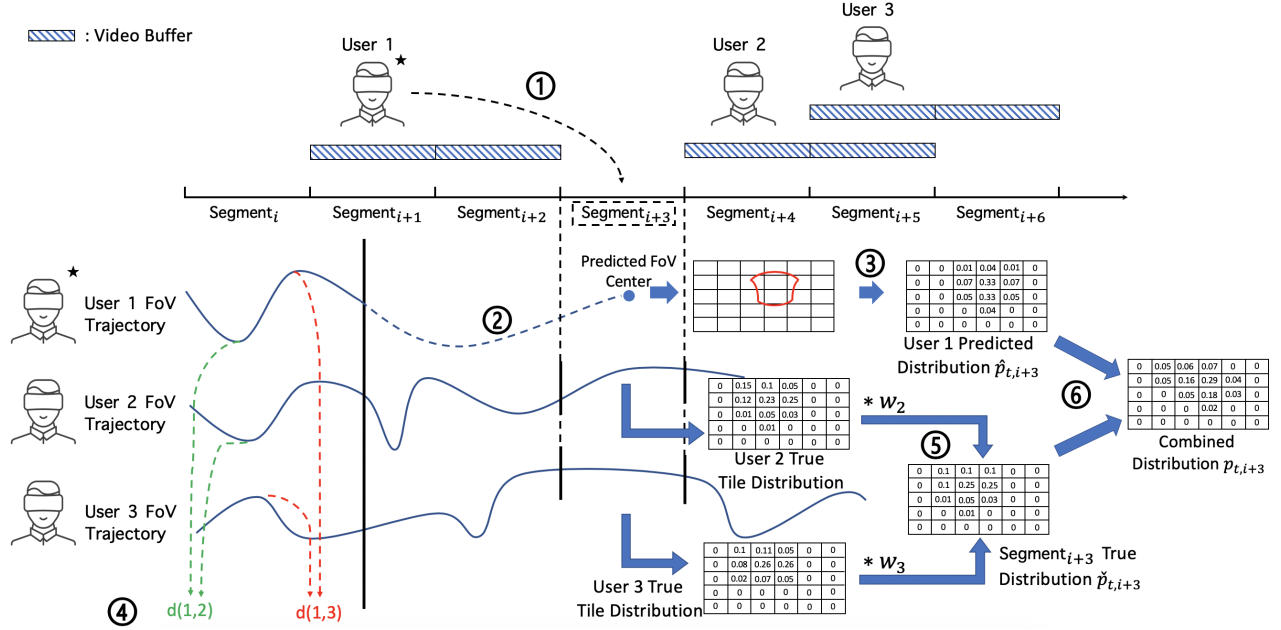 : Video Buffer
User 1
★
①
User 2
User 3
Segment_i
Segment_{i+1}
Segment_{i+2}
Segment_{i+3}
Segment_{i+4}
Segment_{i+5}
Segment_{i+6}
★
User 1 FoV
Trajectory
②
Predicted FoV
Center
③
0 0 0.01 0.04 0.01 0
0 0 0.07 0.33 0.07 0
0 0 0.05 0.33 0.05 0
0 0 0 0.04 0 0
0 0 0 0 0 0
User 1 Predicted
Distribution p̂_{t,i+3}
User 2 FoV
Trajectory
0 0.15 0.1 0.05 0 0
0 0.12 0.23 0.25 0 0
0 0.01 0.05 0.03 0 0
0 0 0.01 0 0 0
0 0 0 0 0 0
User 2 True
Tile Distribution
* w_2
⑤
0 0.1 0.1 0.1 0 0
0 0.1 0.25 0.25 0 0
0 0.01 0.05 0.03 0 0
0 0 0.01 0 0 0
0 0 0 0 0 0
Segment_{i+3} True
Distribution p̌_{t,i+3}
⑥
0 0.05 0.06 0.07 0 0
0 0.05 0.16 0.29 0.04 0
0 0 0.05 0.18 0.03 0
0 0 0 0.02 0 0
0 0 0 0 0 0
Combined
Distribution p_{t,i+3}
User 3 FoV
Trajectory
0 0.1 0.11 0.05 0 0
0 0.08 0.26 0.26 0 0
0 0.02 0.07 0.05 0 0
0 0 0 0 0 0
0 0 0 0 0 0
User 3 True
Tile Distribution
* w_3
④
d(1,2)
d(1,3)